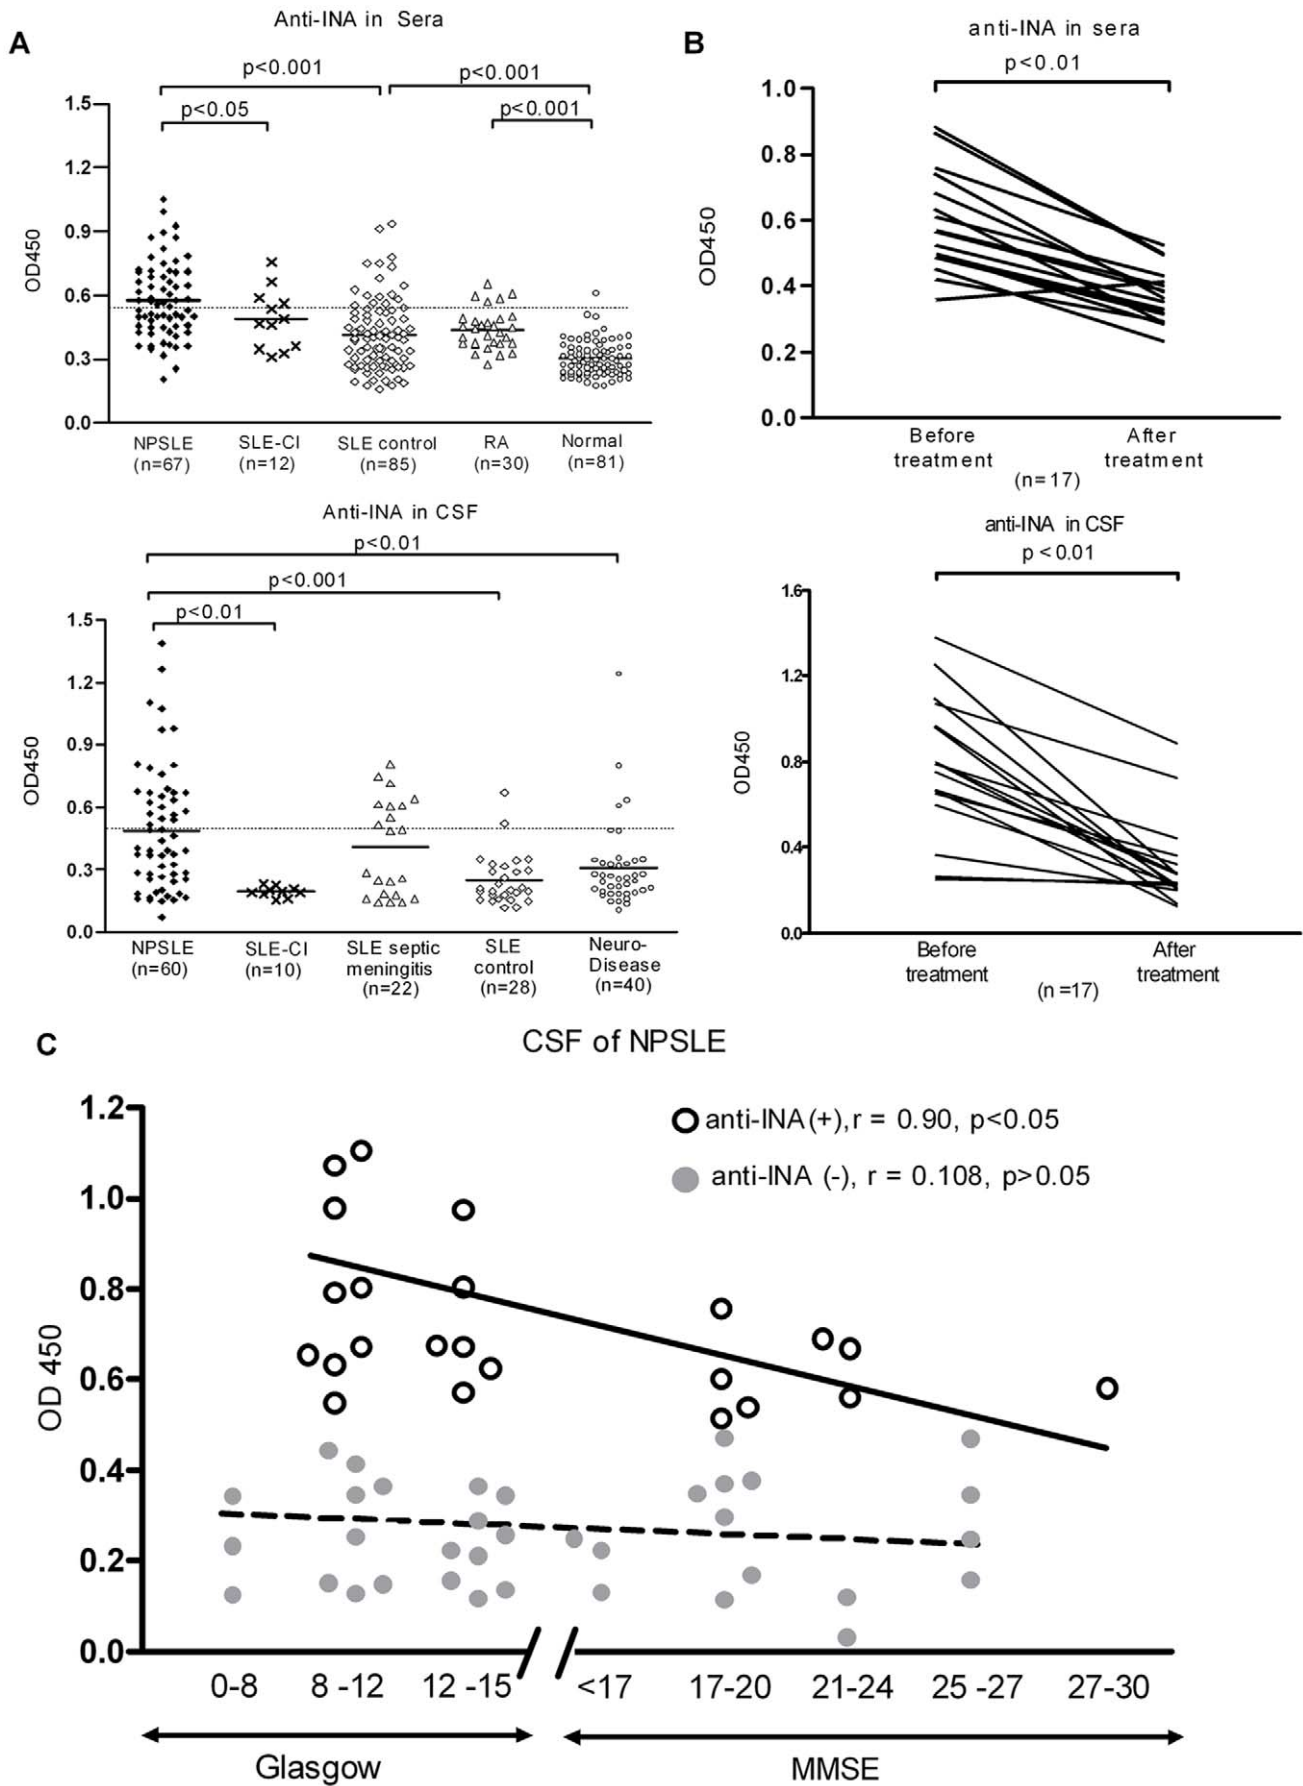 A
Anti-INA in Sera
p<0.001
p<0.001
p<0.05
p<0.001
1.5
1.2
0.9
0.6
0.3
0.0
OD450
NPSLE SLE-CI SLE control RA Normal
(n=67) (n=12) (n=85) (n=30) (n=81)
B
anti-INA in sera
p<0.01
1.0
0.8
0.6
0.4
0.2
0.0
OD450
Before After
treatment treatment
(n=17)
Anti-INA in CSF
p<0.01
p<0.001
p<0.01
1.5
1.2
0.9
0.6
0.3
0.0
OD450
NPSLE SLE-CI SLE septic SLE Neuro-
(n=60) (n=10) meningitis control Disease
(n=22) (n=28) (n=40)
anti-INA in CSF
p <0.01
1.6
1.2
0.8
0.4
0.0
OD450
Before After
treatment treatment
(n =17)
C
CSF of NPSLE
anti-INA(+),r = 0.90, p<0.05
anti-INA (-), r = 0.108, p>0.05
1.2
1.0
0.8
0.6
0.4
0.2
0.0
OD 450
0-8 8 -12 12 -15 <17 17-20 21-24 25 -27 27-30
Glasgow MMSE